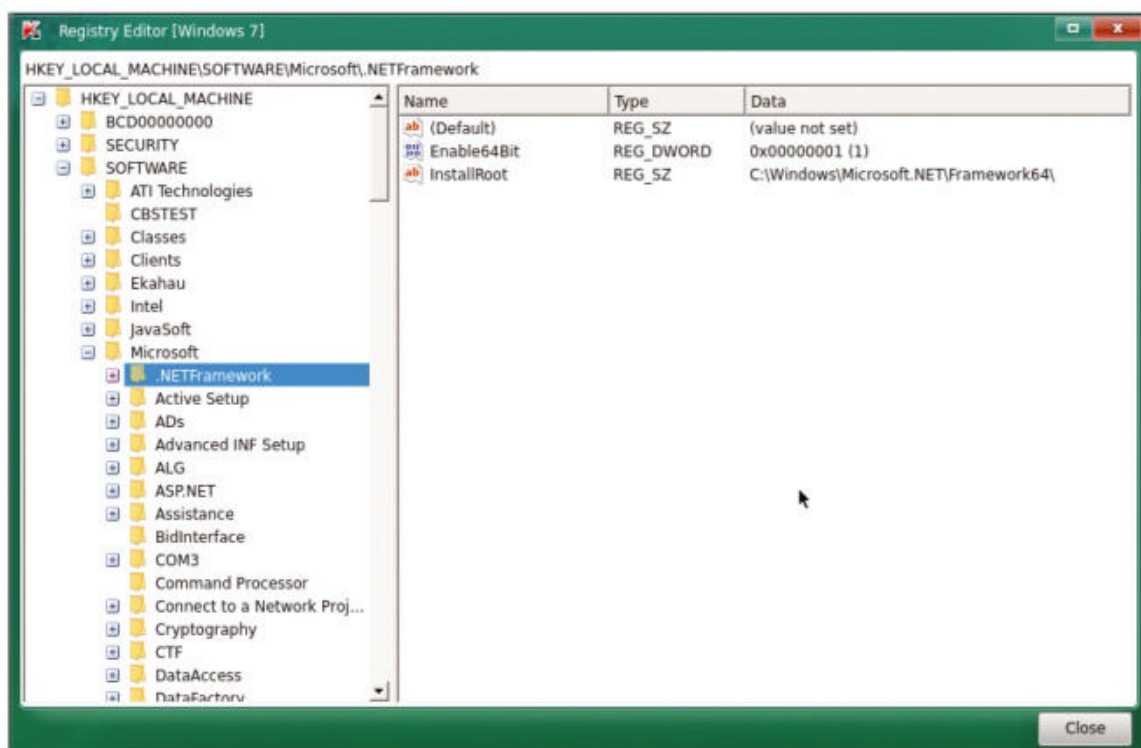 Registry Editor [Windows 7]
HKEY_LOCAL_MACHINE\SOFTWARE\Microsoft\.NETFramework
HKEY_LOCAL_MACHINE
BCD00000000
SECURITY
SOFTWARE
ATI Technologies
CBSTEST
Classes
Clients
Ekahau
Intel
JavaSoft
Microsoft
.NETFramework
Active Setup
ADs
Advanced INF Setup
ALG
ASP.NET
Assistance
BidInterface
COM3
Command Processor
Connect to a Network Proj...
Cryptography
CTF
DataAccess
DataFactory
Name Type Data
(Default) REG_SZ (value not set)
Enable64Bit REG_DWORD 0x00000001 (1)
InstallRoot REG_SZ C:\Windows\Microsoft.NET\Framework64\
Close